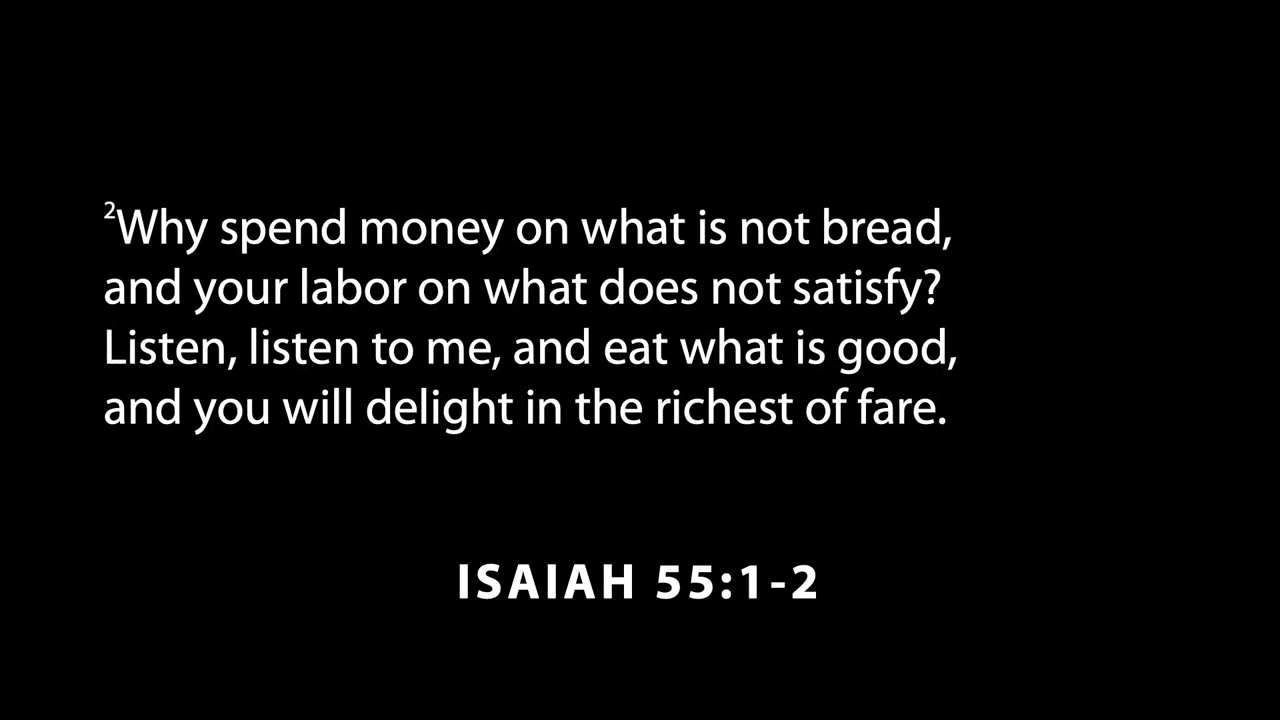 ²Why spend money on what is not bread,
and your labor on what does not satisfy?
Listen, listen to me, and eat what is good,
and you will delight in the richest of fare.
ISAIAH 55:1-2